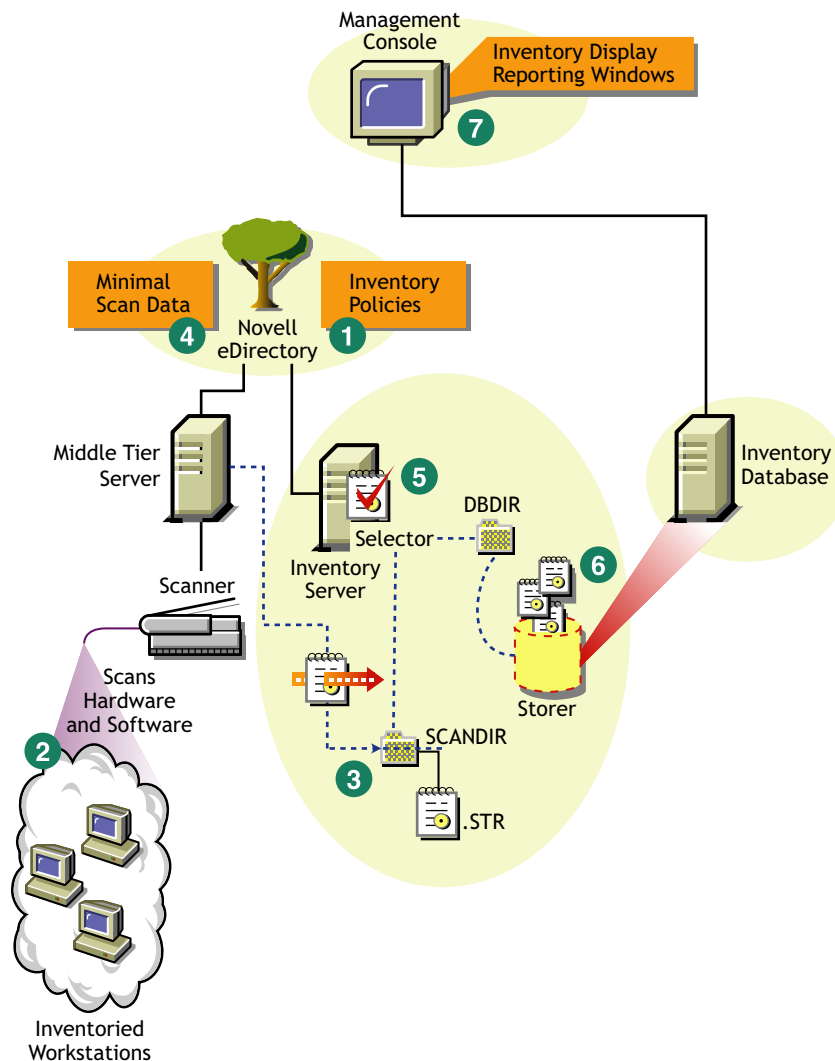 Management
Console
Inventory Display
Reporting Windows
7
Minimal
Scan Data
4
Novell
eDirectory
Inventory
Policies
1
Middle Tier
Server
5
Selector
Inventory
Server
DBDIR
6
Storer
Inventory
Database
Scanner
Scans
Hardware
and Software
2
SCANDIR
3
.STR
Inventoried
Workstations